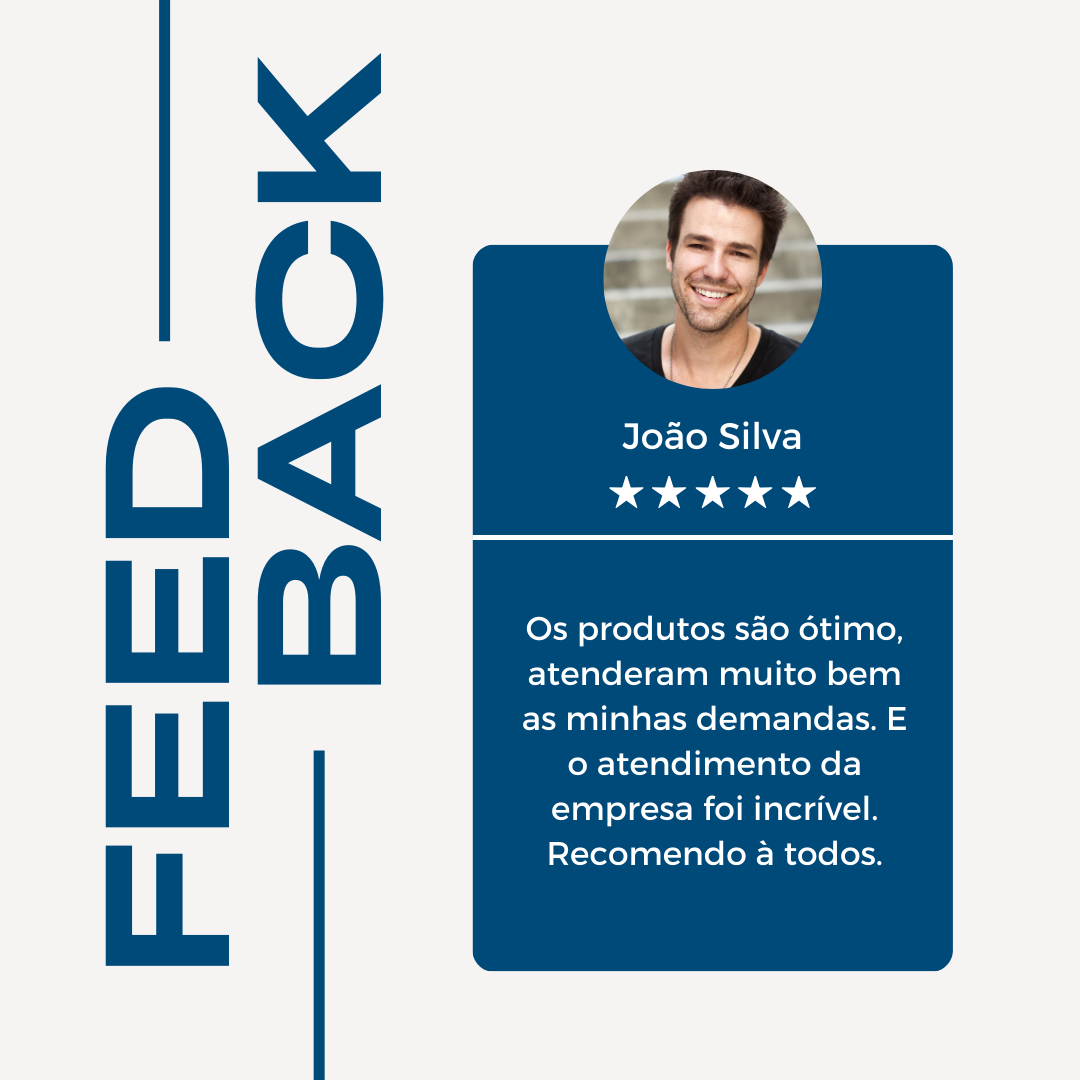 FEED
BACK
João Silva
Os produtos são ótimo,
atenderam muito bem
as minhas demandas. E
o atendimento da
empresa foi incrível.
Recomendo à todos.